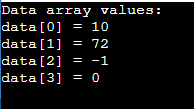 Data array values:
data[0] = 10
data[1] = 72
data[2] = -1
data[3] = 0